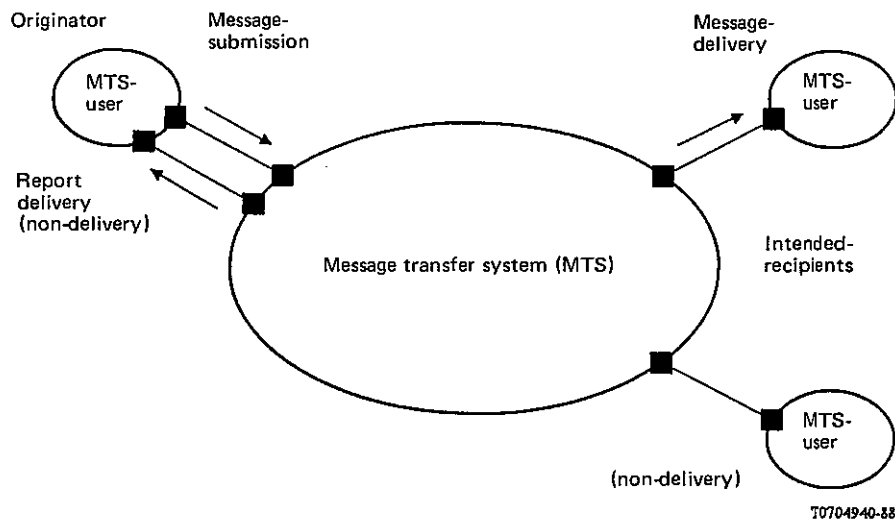 Originator
Message-
submission
MTS-
user
Report
delivery
(non-delivery)
Message transfer system (MTS)
Message-
delivery
MTS-
user
Intended-
recipients
MTS-
user
(non-delivery)
T0704940-88